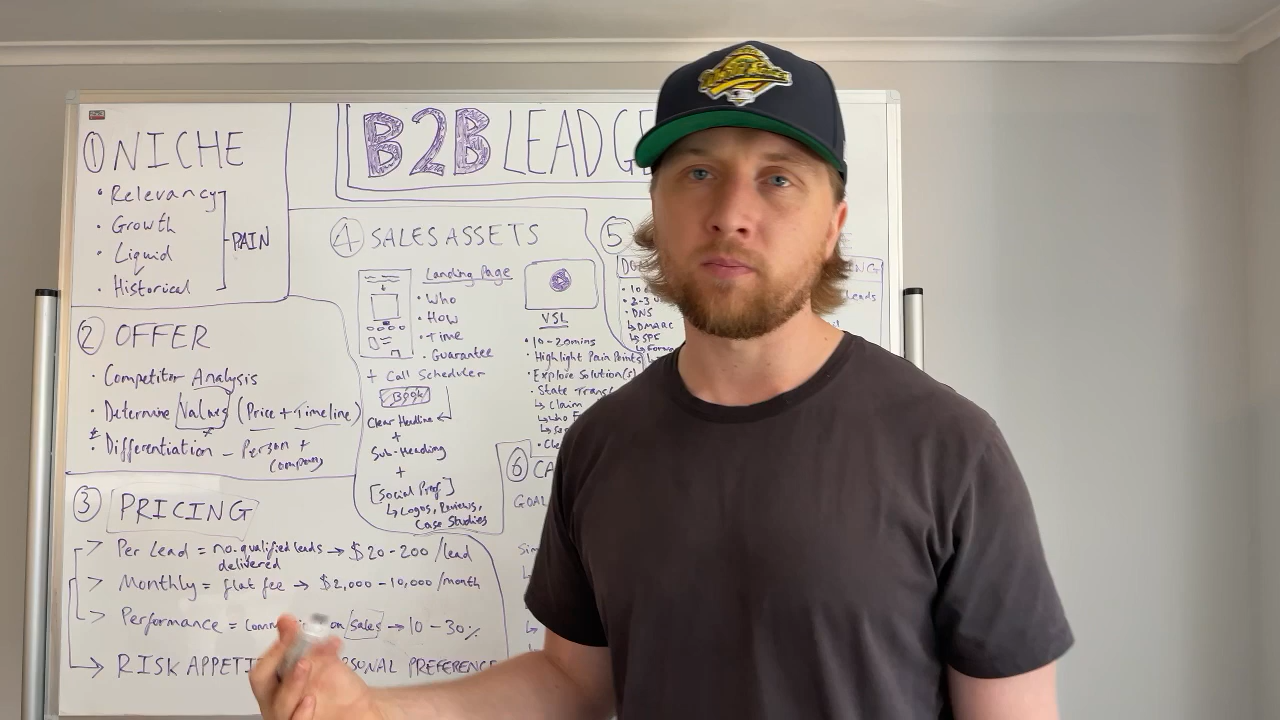 ① NICHE
• Relevancy
• Growth
• Liquid
• Historical
PAIN
② OFFER
• Competitor Analysis
• Determine Values (Price + Timeline)
* Differentiation* - Person + Company
③ PRICING
> Per Lead = no. qualified leads delivered → $20-200/lead
> Monthly = flat fee → $2,000-10,000/month
> Performance = on Sales → 10-30%
→ RISK PREFERENCE
B2B LEAD
④ SALES ASSETS
Landing Page
• Who
• How
• Time
• Guarantee
+ Call Scheduler
Book
Clear Headline
+
Sub-Heading
+
[Social Proof]
↳ Logos, Reviews,
Case Studies
VSL
• 10-20mins
• Highlight Pain Points
• Explore Solution(s)
• State
↳ Claim
↳ Who
⑤
• 2-3
• DNS
↳ DMARC
↳ SPF
Leads
⑥
GOAL